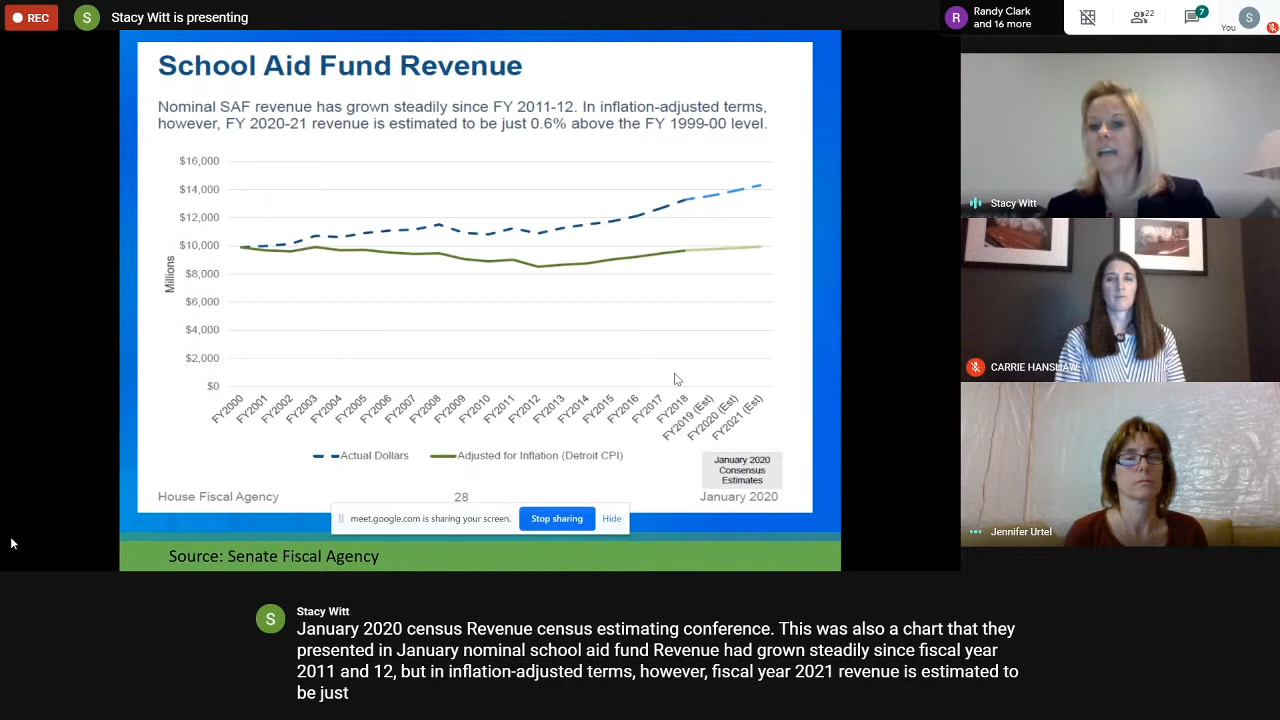 REC
S
Stacy Witt is presenting
R
Randy Clark
and 16 more
22
7
You
S
School Aid Fund Revenue
Nominal SAF revenue has grown steadily since FY 2011-12. In inflation-adjusted terms,
however, FY 2020-21 revenue is estimated to be just 0.6% above the FY 1999-00 level.
$16,000
$14,000
$12,000
$10,000
$8,000
$6,000
$4,000
$2,000
$0
Millions
FY2000
FY2001
FY2002
FY2003
FY2004
FY2005
FY2006
FY2007
FY2008
FY2009
FY2010
FY2011
FY2012
FY2013
FY2014
FY2015
FY2016
FY2017
FY2018
FY2019 (Est)
FY2020 (Est)
FY2021 (Est)
Actual Dollars
Adjusted for Inflation (Detroit CPI)
January 2020
Consensus
Estimates
House Fiscal Agency
28
January 2020
meet.google.com is sharing your screen.
Stop sharing
Hide
Source: Senate Fiscal Agency
Stacy Witt
CARRIE HANSHAW
Jennifer Urtel
S
Stacy Witt
January 2020 census Revenue census estimating conference. This was also a chart that they
presented in January nominal school aid fund Revenue had grown steadily since fiscal year
2011 and 12, but in inflation-adjusted terms, however, fiscal year 2021 revenue is estimated to
be just